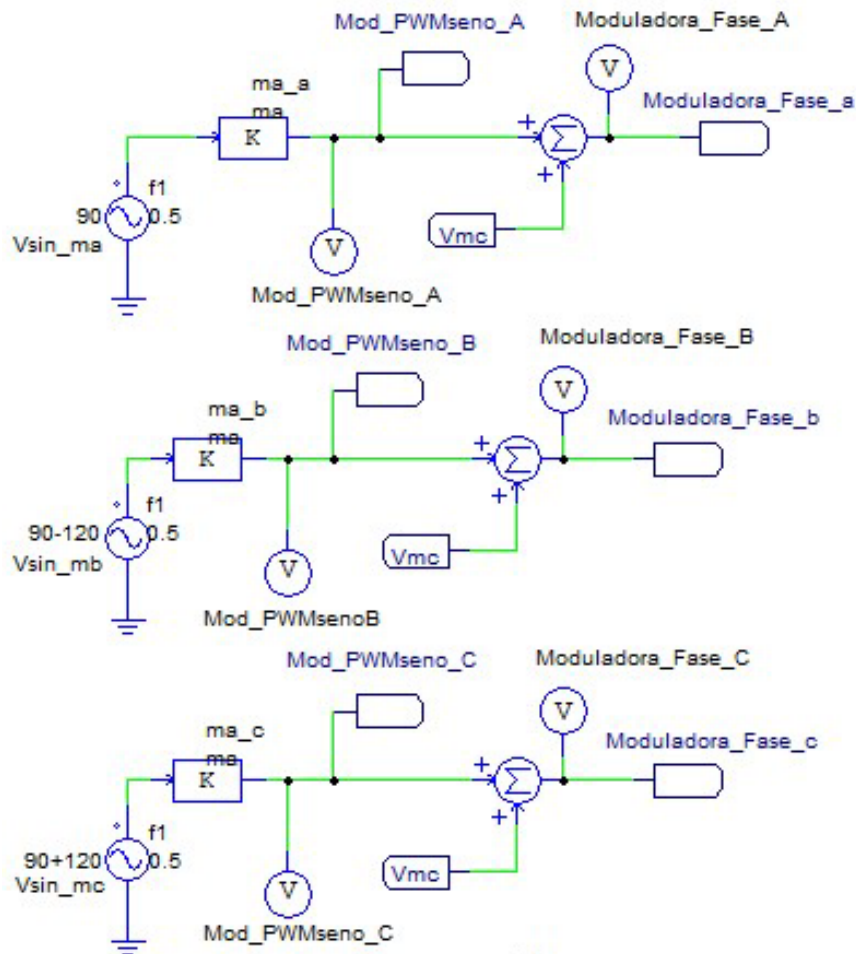 Mod_PWMseno_A
Moduladora_Fase_A
ma_a
ma
K
V
Moduladora_Fase_a
+
Σ
+
f1
90
0.5
Vsin_ma
V
Vmc
Mod_PWMseno_A
Mod_PWMseno_B
Moduladora_Fase_B
ma_b
ma
K
V
Moduladora_Fase_b
+
Σ
+
f1
90-120
0.5
Vsin_mb
V
Vmc
Mod_PWMsenoB
Mod_PWMseno_C
Moduladora_Fase_C
ma_c
ma
K
V
Moduladora_Fase_c
+
Σ
+
f1
90+120
0.5
Vsin_mc
V
Vmc
Mod_PWMseno_C